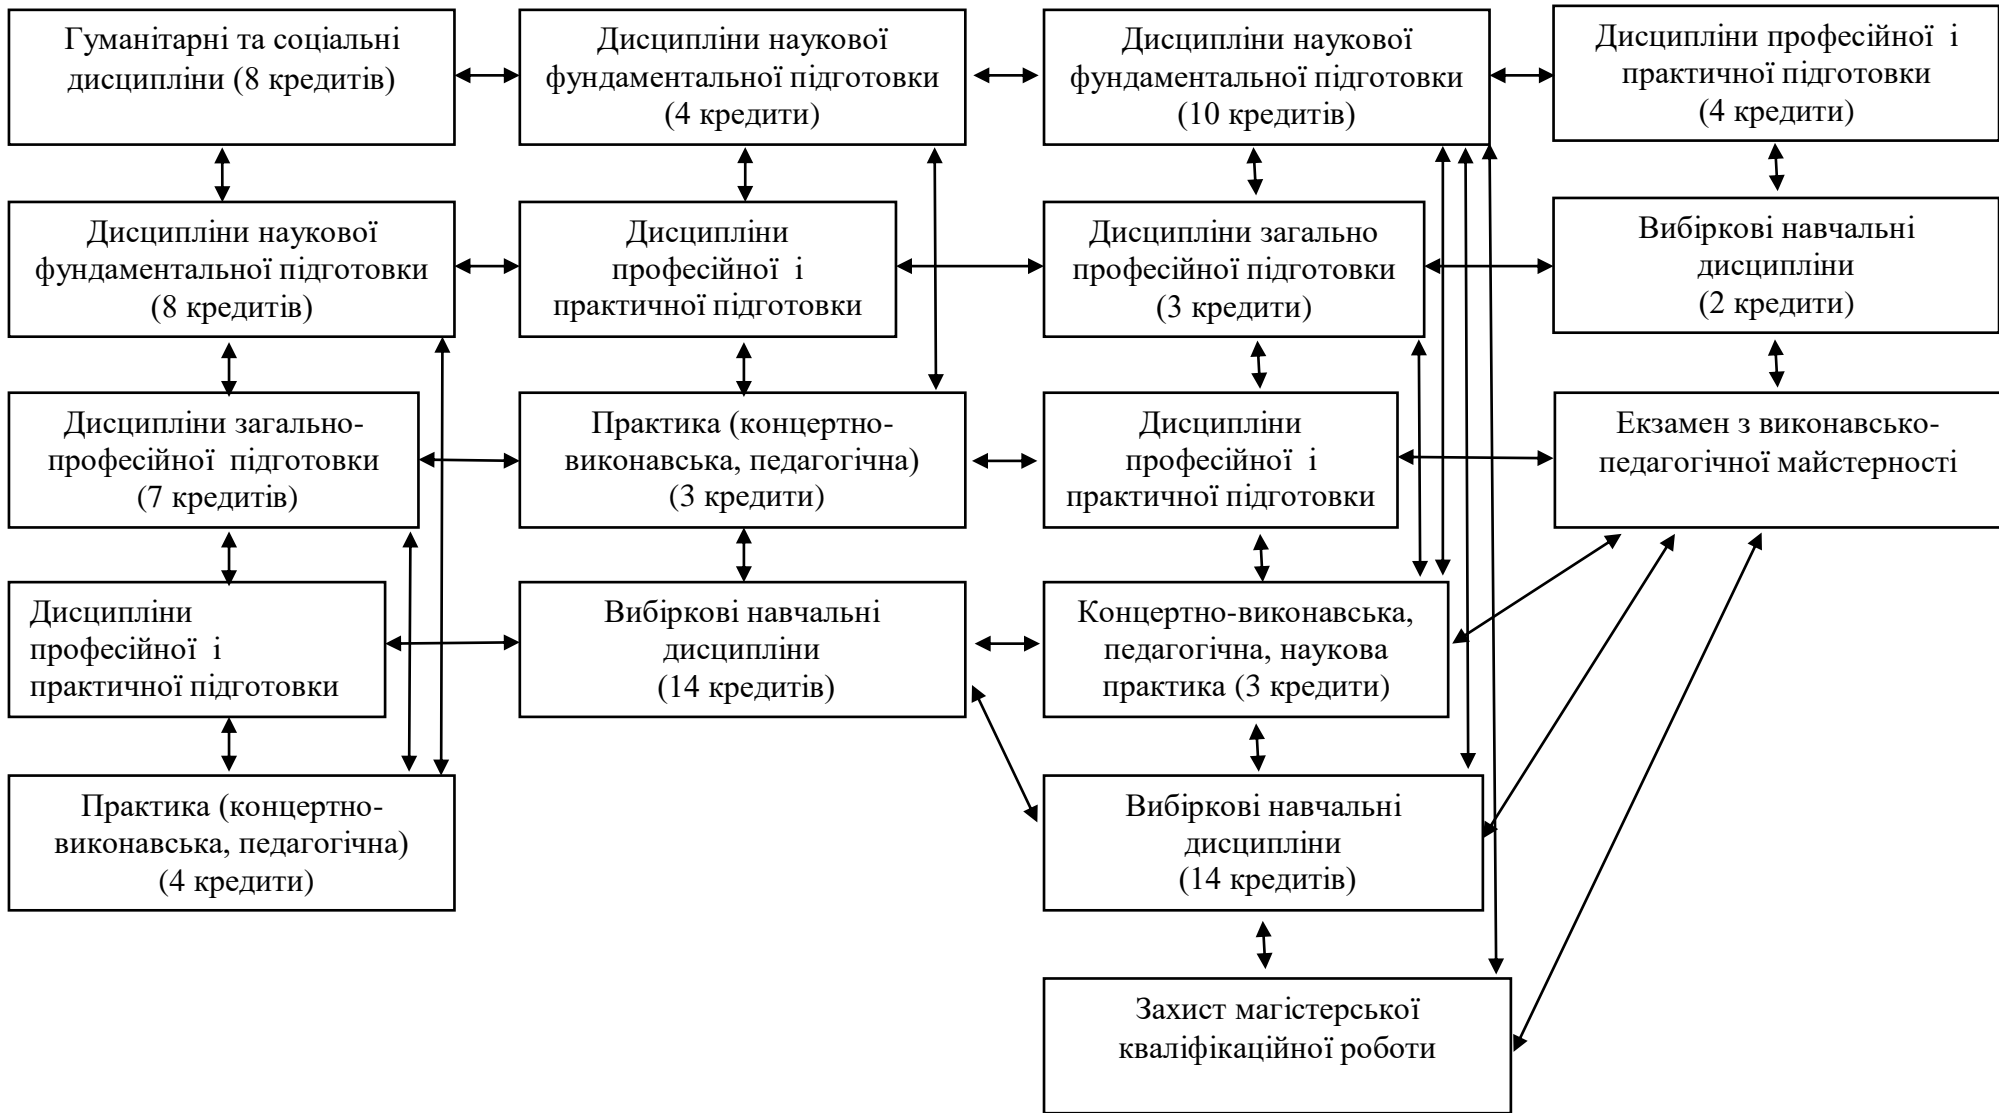 Гуманітарні та соціальні
дисципліни (8 кредитів)
Дисципліни наукової
фундаментальної підготовки
(8 кредитів)
Дисципліни загально-
професійної  підготовки
(7 кредитів)
Дисципліни
професійної  і
практичної підготовки
Практика (концертно-
виконавська, педагогічна)
(4 кредити)
Дисципліни наукової
фундаментальної підготовки
(4 кредити)
Дисципліни
професійної  і
практичної підготовки
Практика (концертно-
виконавська, педагогічна)
(3 кредити)
Вибіркові навчальні
дисципліни
(14 кредитів)
Дисципліни наукової
фундаментальної підготовки
(10 кредитів)
Дисципліни загально
професійної підготовки
(3 кредити)
Дисципліни
професійної  і
практичної підготовки
Концертно-виконавська,
педагогічна, наукова
практика (3 кредити)
Вибіркові навчальні
дисципліни
(14 кредитів)
Захист магістерської
кваліфікаційної роботи
Дисципліни професійної  і
практичної підготовки
(4 кредити)
Вибіркові навчальні
дисципліни
(2 кредити)
Екзамен з виконавсько-
педагогічної майстерності